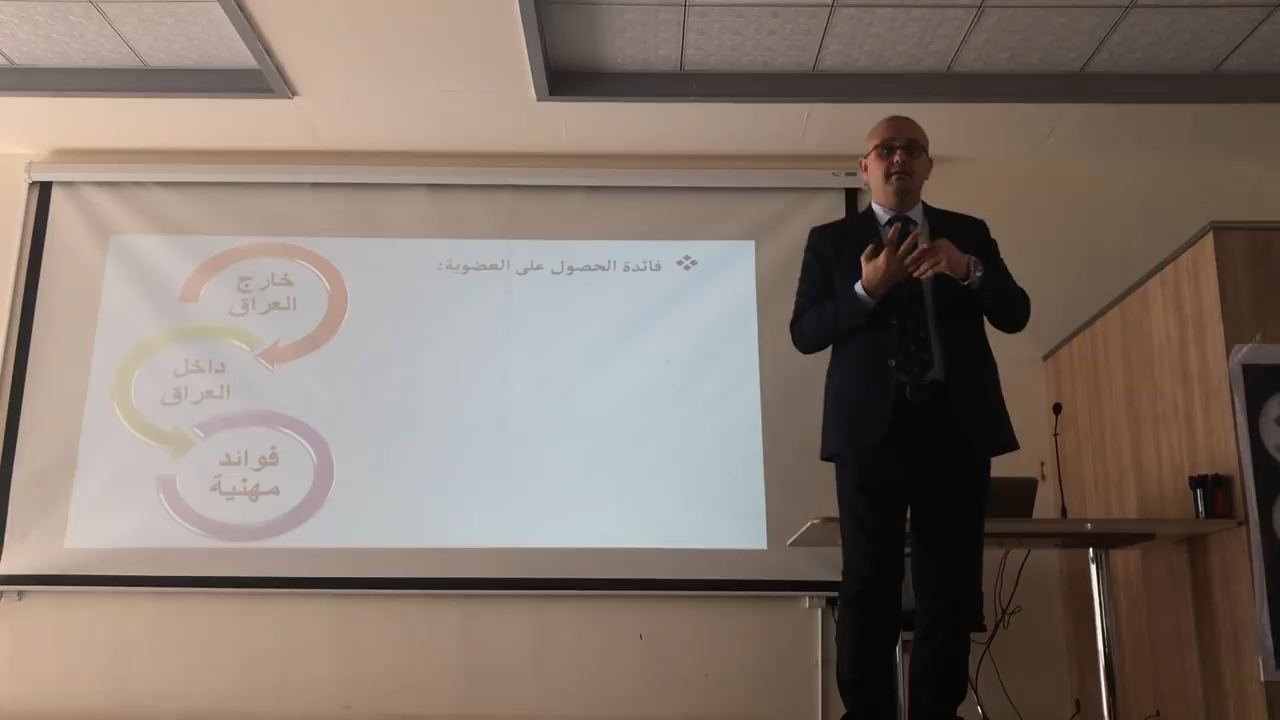 فائدة الحصول على العضوية:
خارج
العراق
داخل
العراق
فوائد
مهنية